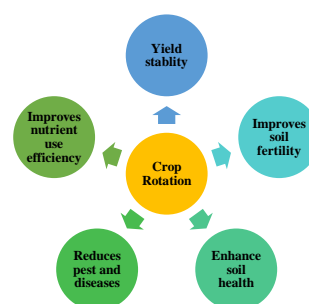 Yield
stablity
Improves
nutrient
use
efficiency
Improves
soil
fertility
Crop
Rotation
Reduces
pest and
diseases
Enhance
soil
health